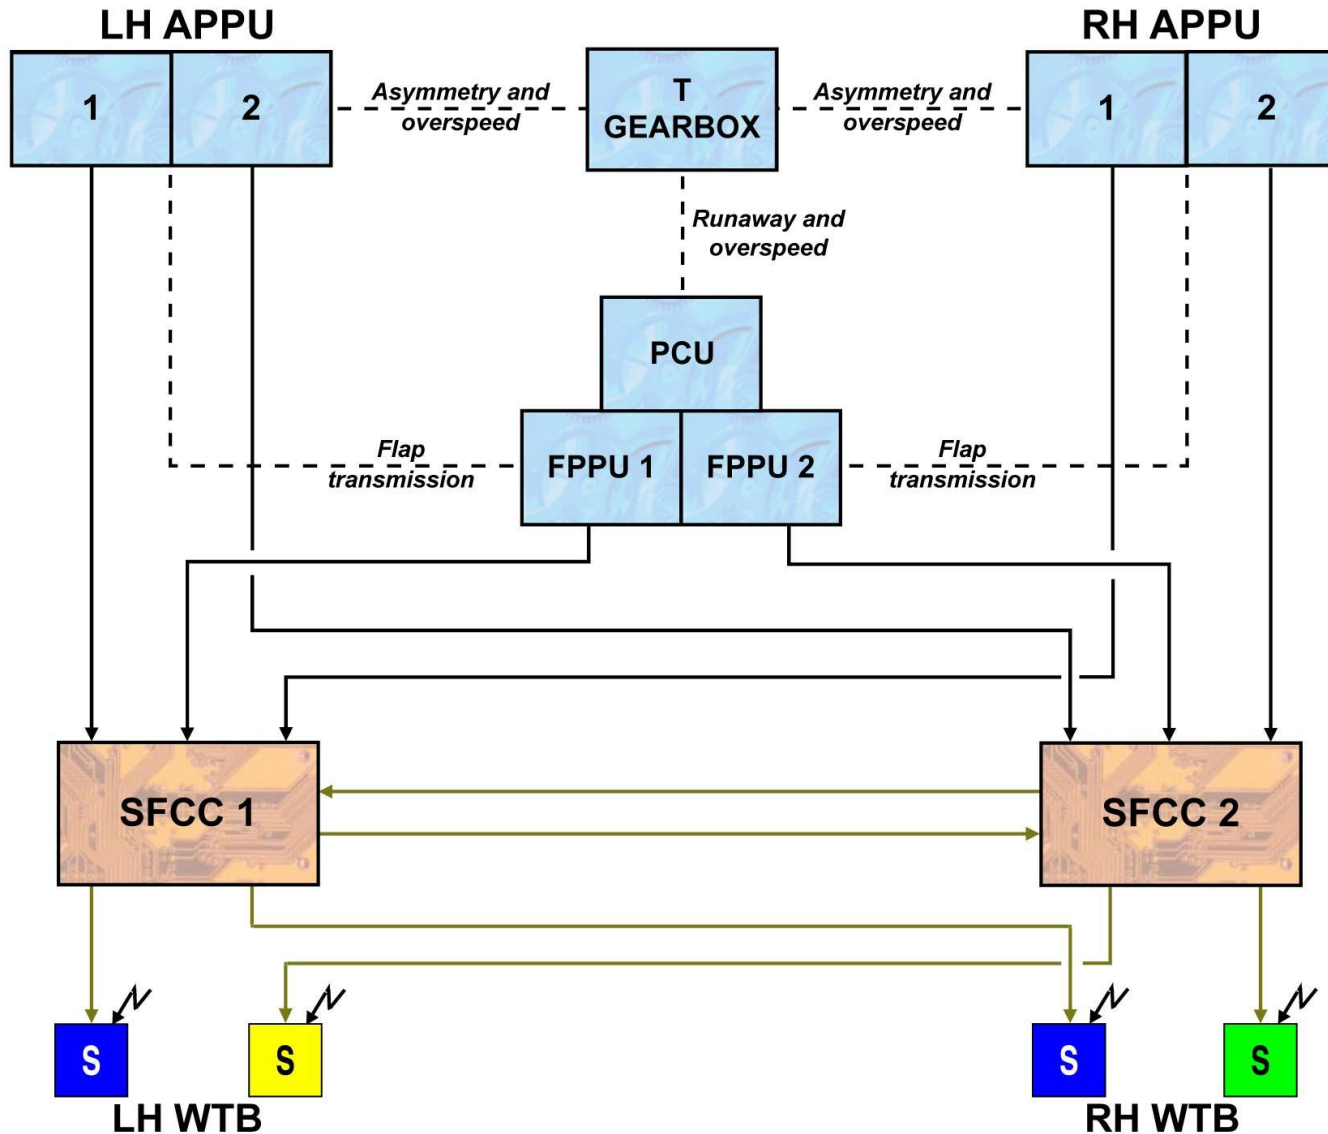 LH APPU
RH APPU
1
2
Asymmetry and
overspeed
T
GEARBOX
Asymmetry and
overspeed
1
2
Runaway and
overspeed
PCU
Flap
transmission
FPPU 1
FPPU 2
Flap
transmission
SFCC 1
SFCC 2
S
S
S
S
LH WTB
RH WTB